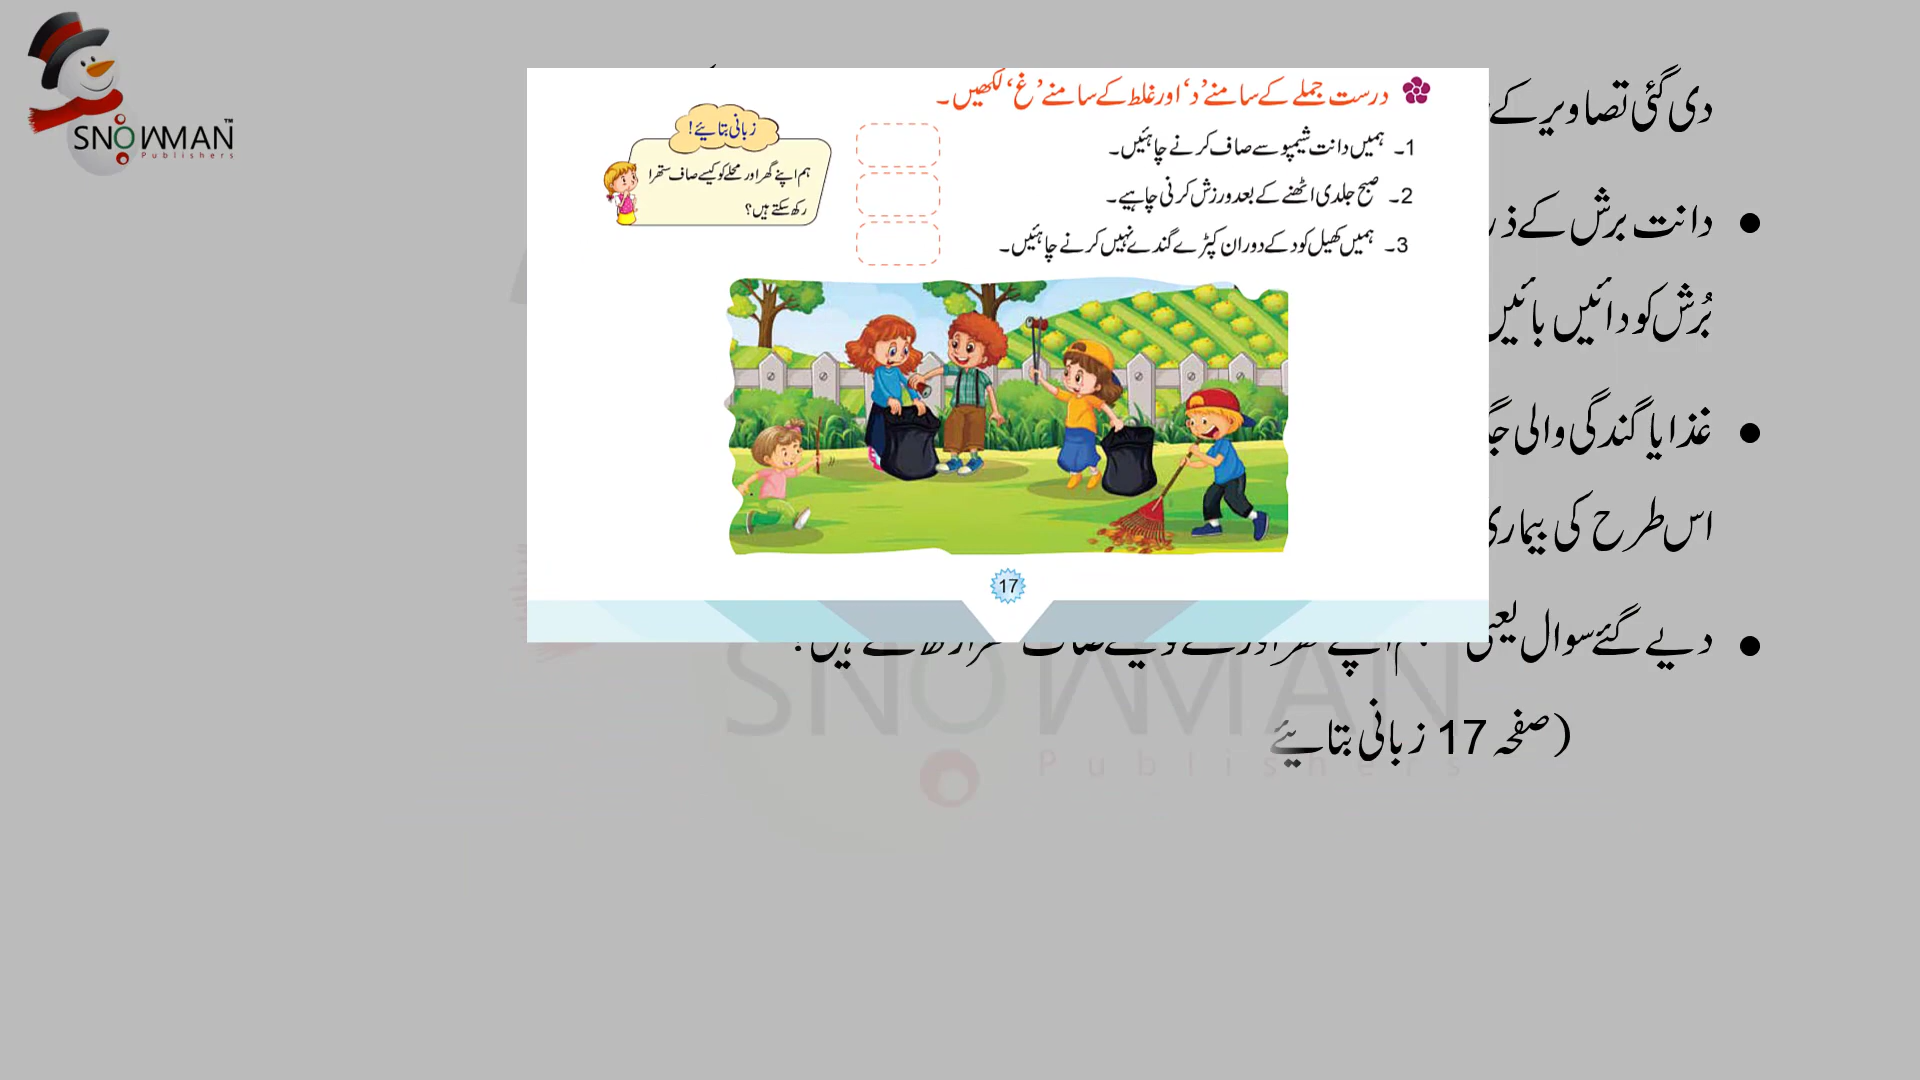 SNOWMAN™
Publishers
دی گئی تصاویر کے
درست جملے کے سامنے 'د' اور غلط کے سامنے 'غ' لکھیں۔
1۔ ہمیں دانت شیمپو سے صاف کرنے چاہئیں۔
2۔ صبح جلدی اٹھنے کے بعد ورزش کرنی چاہیے۔
3۔ ہمیں کھیل کود کے دوران کپڑے گندے نہیں کرنے چاہئیں۔
زبانی بتائیے!
ہم اپنے گھر اور محلے کو کیسے صاف ستھرا
رکھ سکتے ہیں؟
17
● دانت برش کے
بُرش کو دائیں بائیں
● غذا یا گندگی والی
اس طرح کی بیماری
● دیے گئے سوال یعنی
(صفحہ 17 زبانی بتائیے
SNOWMAN
Publishers